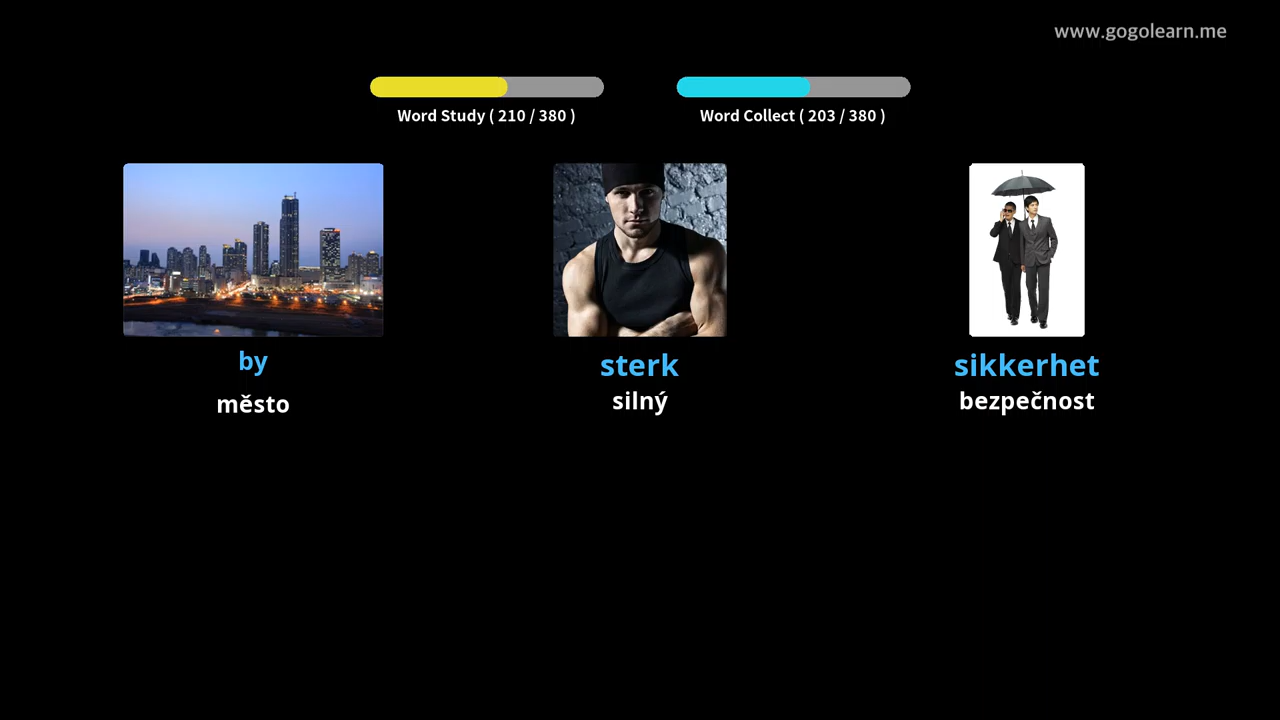 www.gogolearn.me
Word Study ( 210 / 380 )
Word Collect ( 203 / 380 )
by
sterk
sikkerhet
město
silný
bezpečnost